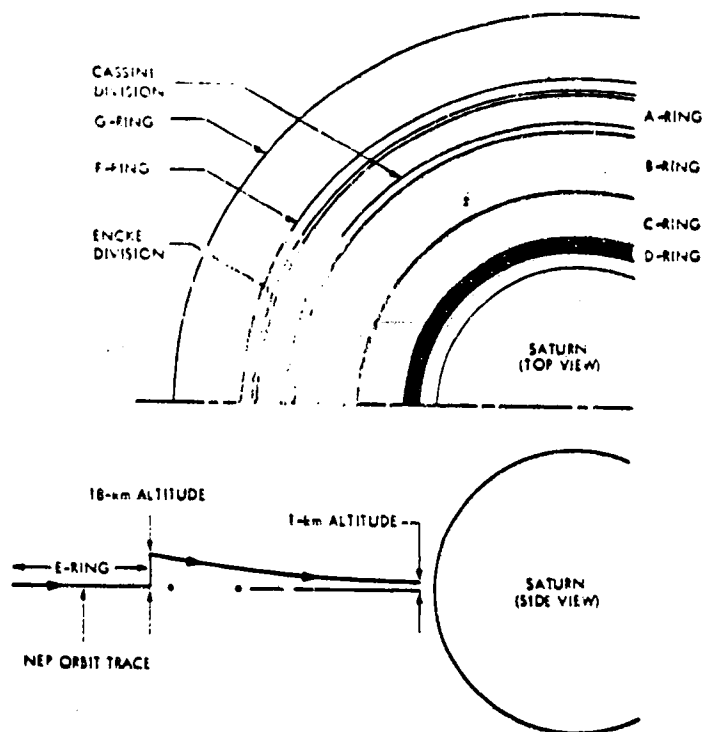 CASSINI
DIVISION
G-RING
F-RING
ENCKE
DIVISION
A-RING
B-RING
C-RING
D-RING
SATURN
(TOP VIEW)
18-km ALTITUDE
1-km ALTITUDE
E-RING
NEP ORBIT TRACE
SATURN
(SIDE VIEW)